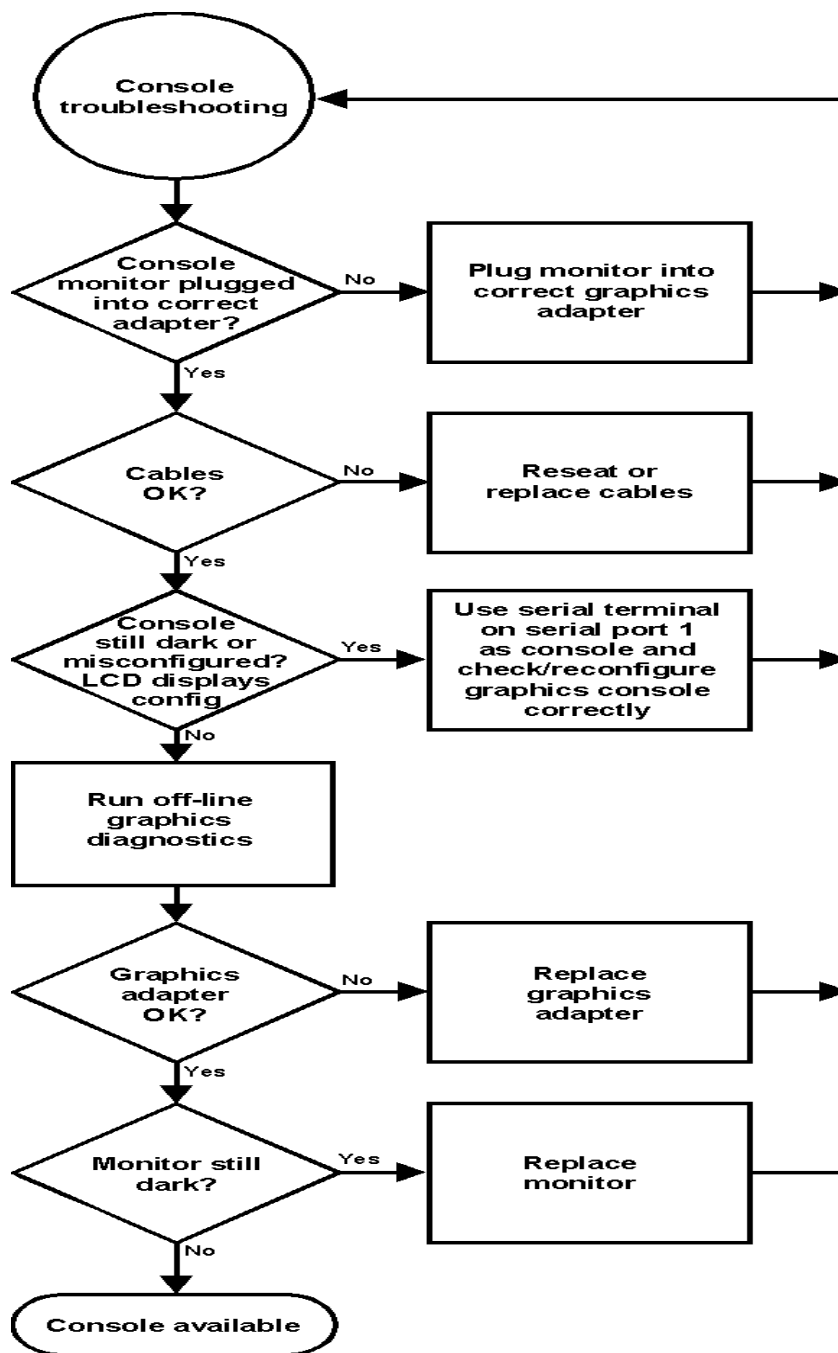 Console
troubleshooting
Console
monitor plugged
into correct
adapter?
No
Plug monitor into
correct graphics
adapter
Yes
Cables
OK?
No
Reseat or
replace cables
Yes
Console
still dark or
misconfigured?
LCD displays
config
Yes
Use serial terminal
on serial port 1
as console and
check/reconfigure
graphics console
correctly
No
Run off-line
graphics
diagnostics
Graphics
adapter
OK?
No
Replace
graphics
adapter
Yes
Monitor still
dark?
Yes
Replace
monitor
No
Console available